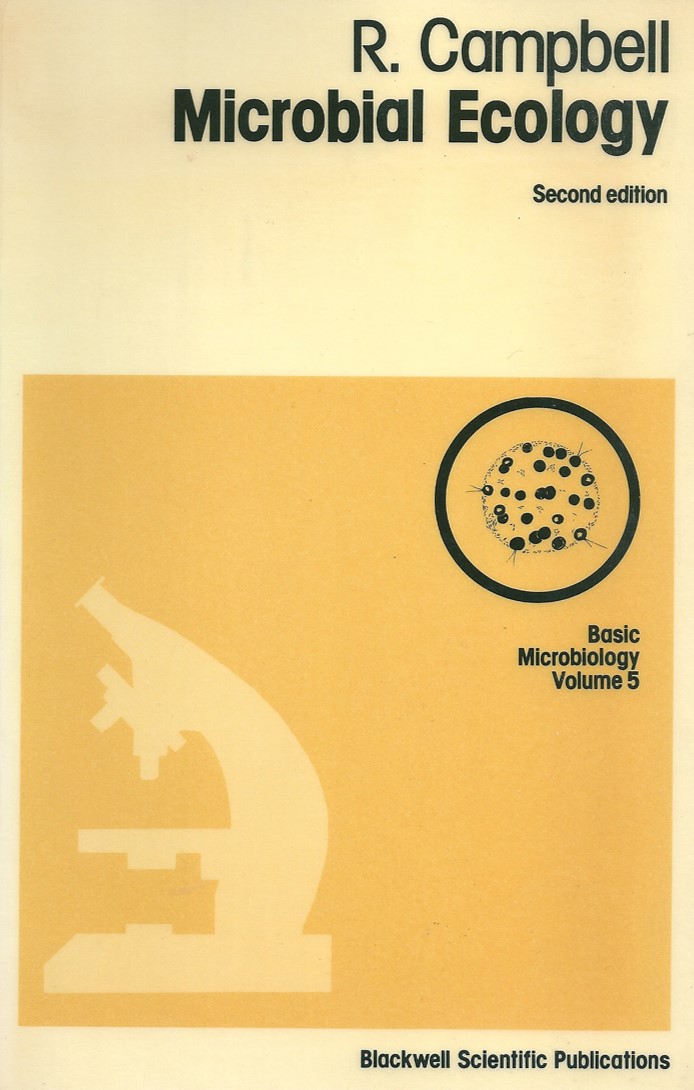 R. Campbell
Microbial Ecology
Second edition
Basic
Microbiology
Volume 5
Blackwell Scientific Publications